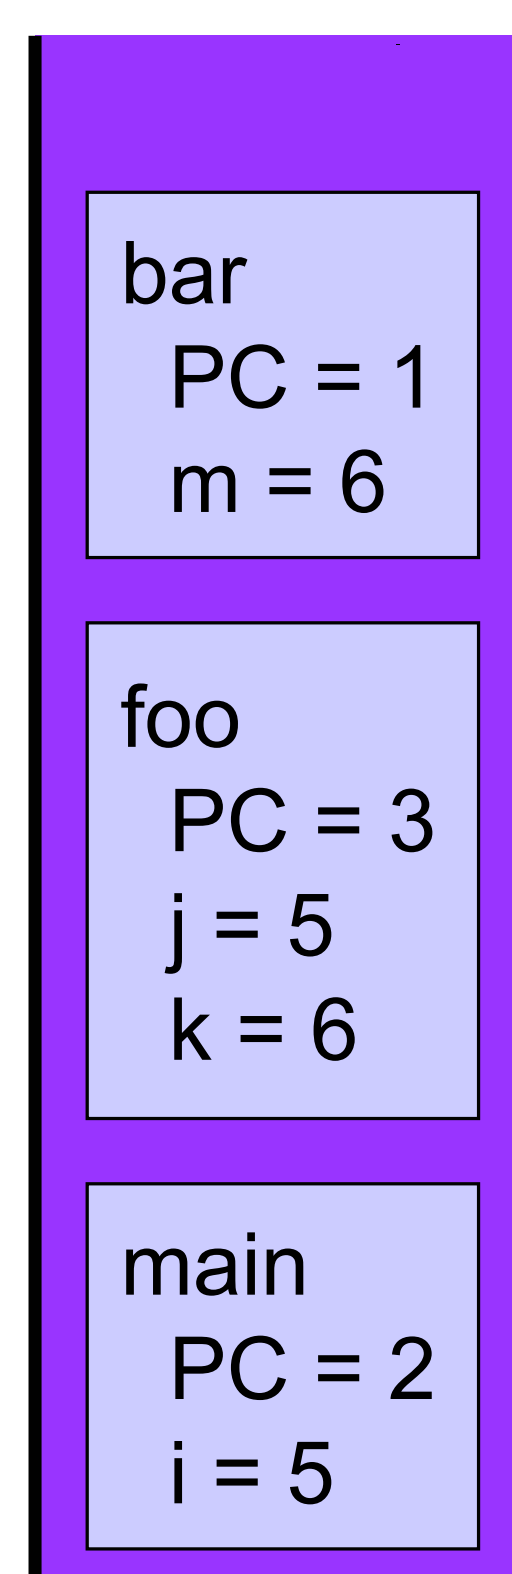 bar
PC = 1
m = 6
foo
PC = 3
j = 5
k = 6
main
PC = 2
i = 5